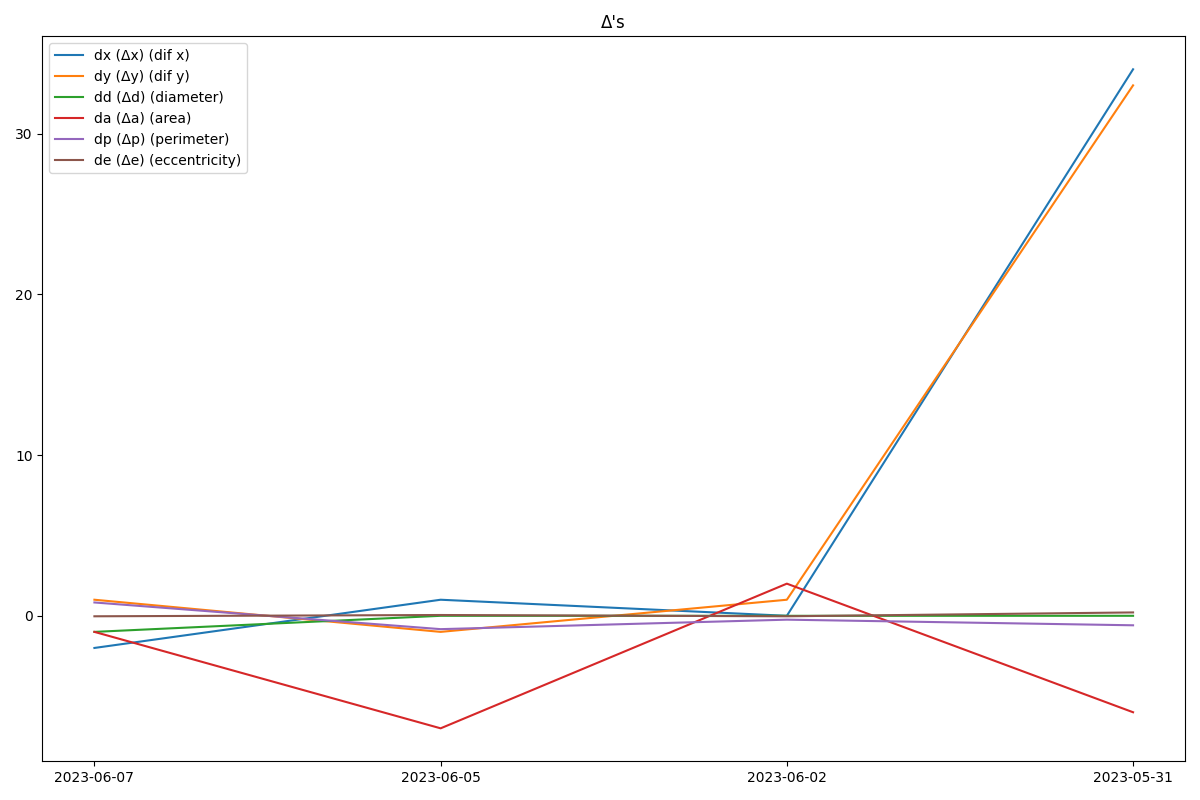 Δ's
dx (Δx) (dif x)
dy (Δy) (dif y)
dd (Δd) (diameter)
da (Δa) (area)
dp (Δp) (perimeter)
de (Δe) (eccentricity)
30
20
10
0
2023-06-07 2023-06-05 2023-06-02 2023-05-31